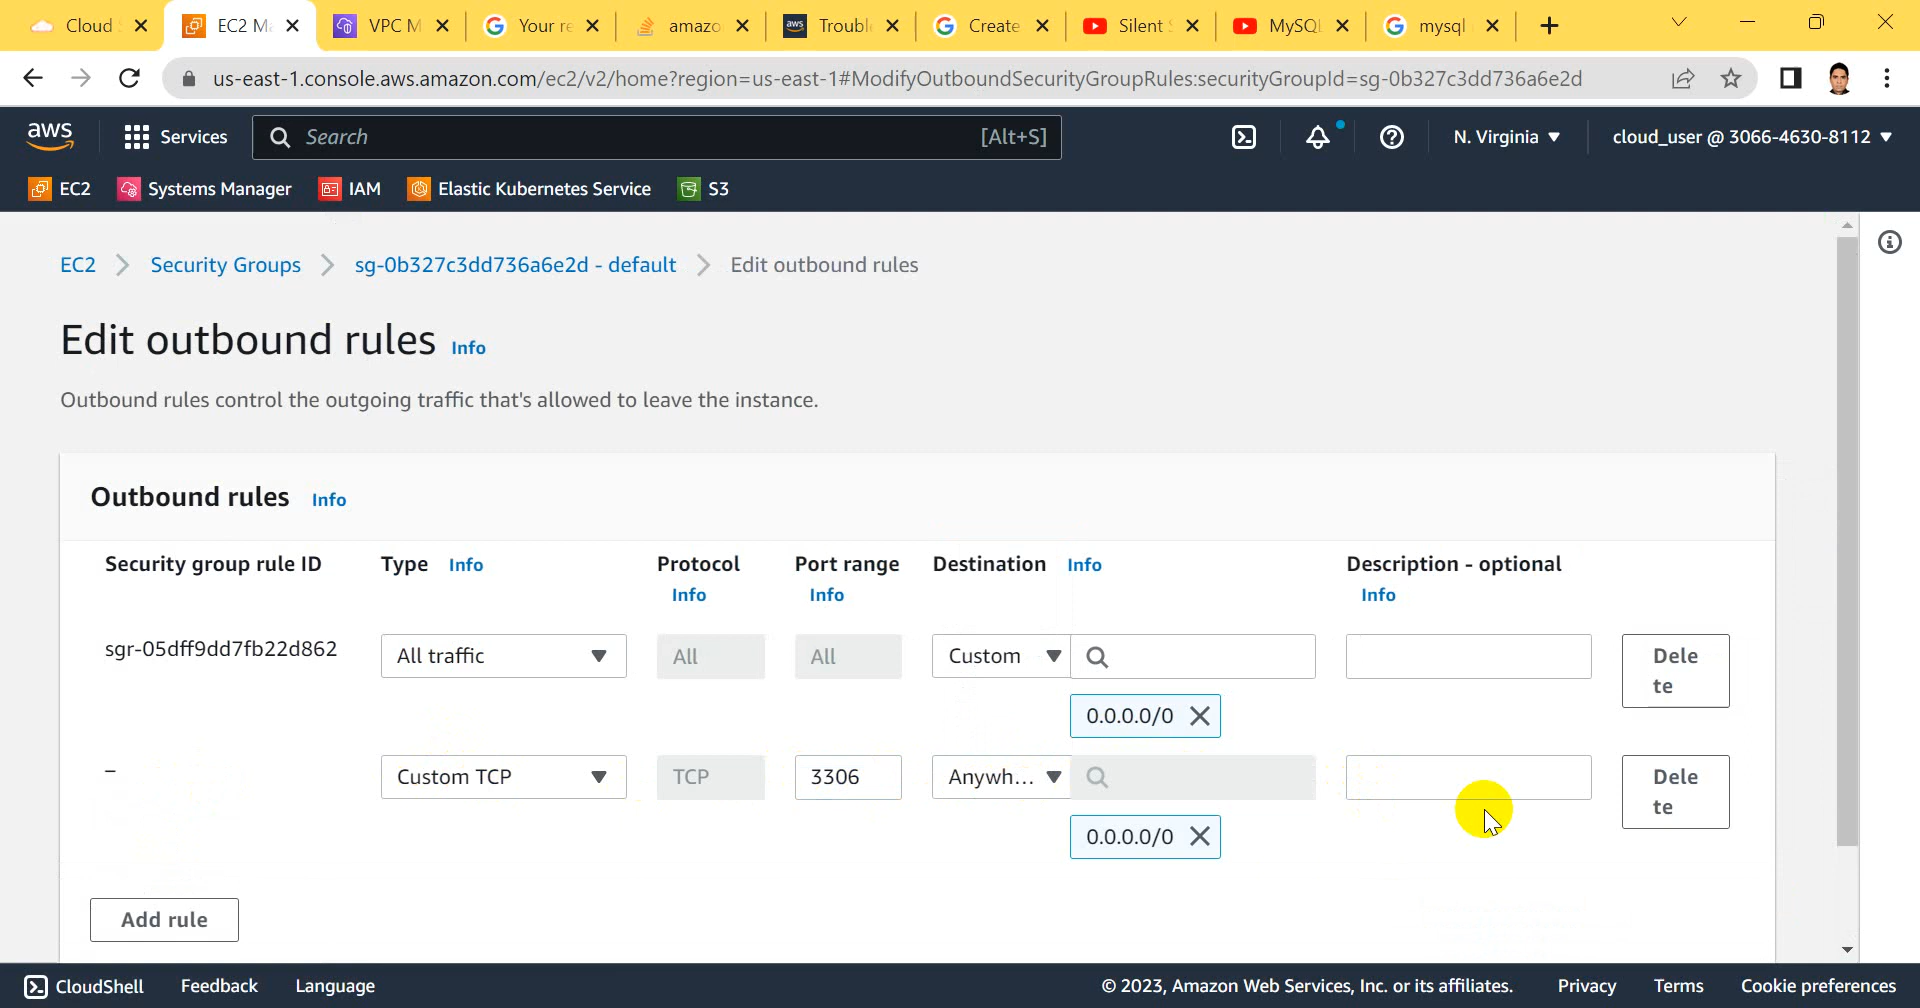 Cloud
EC2 M
VPC M
Your re
amazo
aws
Troubl
Create
Silent
MySQL
mysql
us-east-1.console.aws.amazon.com/ec2/v2/home?region=us-east-1#ModifyOutboundSecurityGroupRules:securityGroupId=sg-0b327c3dd736a6e2d
aws
Services
Search
[Alt+S]
N. Virginia
cloud_user @ 3066-4630-8112
EC2
Systems Manager
IAM
Elastic Kubernetes Service
S3
EC2
Security Groups
sg-0b327c3dd736a6e2d - default
Edit outbound rules
Edit outbound rules Info
Outbound rules control the outgoing traffic that's allowed to leave the instance.
Outbound rules Info
Security group rule ID
Type Info
Protocol
Info
Port range
Info
Destination Info
Description - optional
Info
sgr-05dff9dd7fb22d862
All traffic
All
All
Custom
0.0.0.0/0
Dele
te
–
Custom TCP
TCP
3306
Anywh...
0.0.0.0/0
Dele
te
Add rule
CloudShell
Feedback
Language
© 2023, Amazon Web Services, Inc. or its affiliates.
Privacy
Terms
Cookie preferences